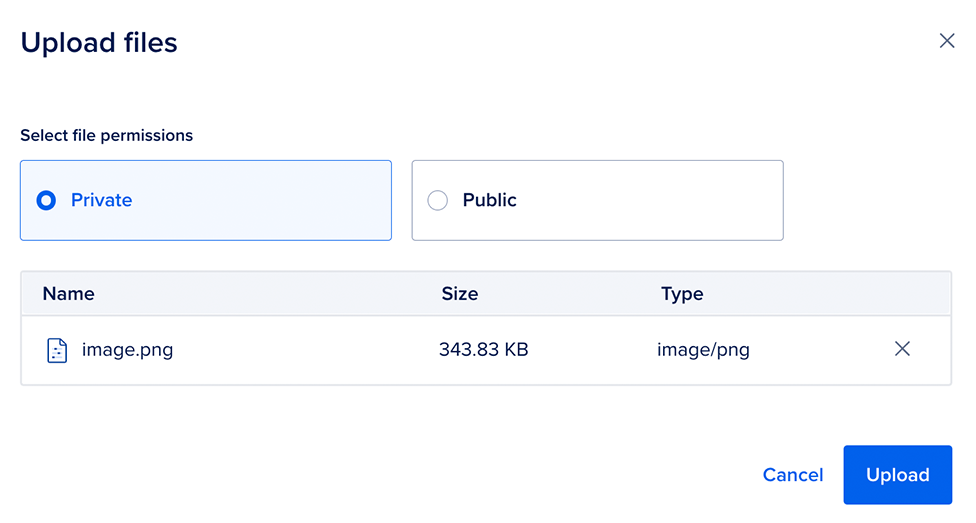 Upload files
Select file permissions
Private Public
Name Size Type
image.png 343.83 KB image/png
Cancel Upload